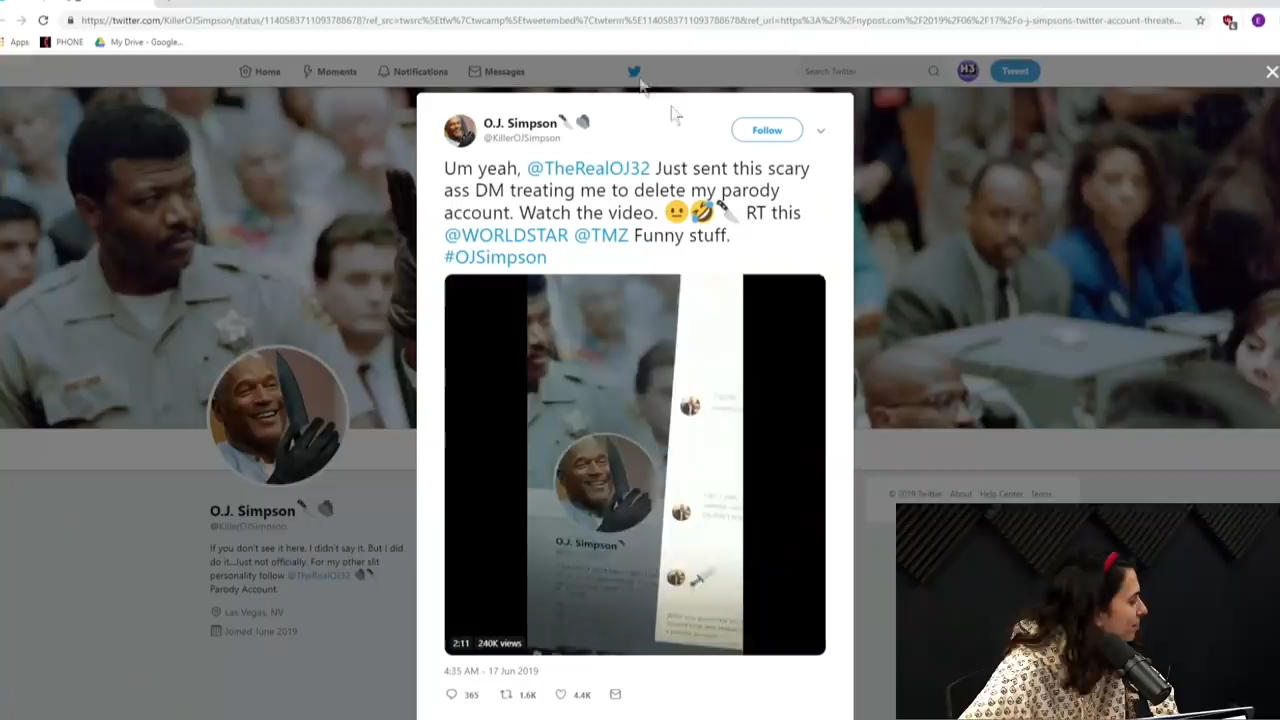 https://twitter.com/KillerOJSimpson/status/1140583711093788678?ref_src=twsrc%5Etfw%7Ctwcamp%5Etweetembed%7Ctwterm%5E1140583711093788678&ref_url=https%3A%2F%2Fnypost.com%2F2019%2F06%2F17%2Fo-j-simpsons-twitter-account-threate...
Apps PHONE My Drive - Google...
Home Moments Notifications Messages Search Twitter H3 Tweet
O.J. Simpson
@KillerOJSimpson
Follow
Um yeah, @TheRealOJ32 Just sent this scary
ass DM treating me to delete my parody
account. Watch the video. 😐🤣🔪 RT this
@WORLDSTAR @TMZ Funny stuff.
#OJSimpson
O.J. Simpson
2:11 240K views
4:35 AM - 17 Jun 2019
365 1.6K 4.4K
O.J. Simpson
@KillerOJSimpson
If you don't see it here, I didn't say it. But I did
do it...Just not officially. For my other slit
personality follow @TheRealOJ32
Parody Account.
Las Vegas, NV
Joined June 2019
© 2019 Twitter About Help Center Terms